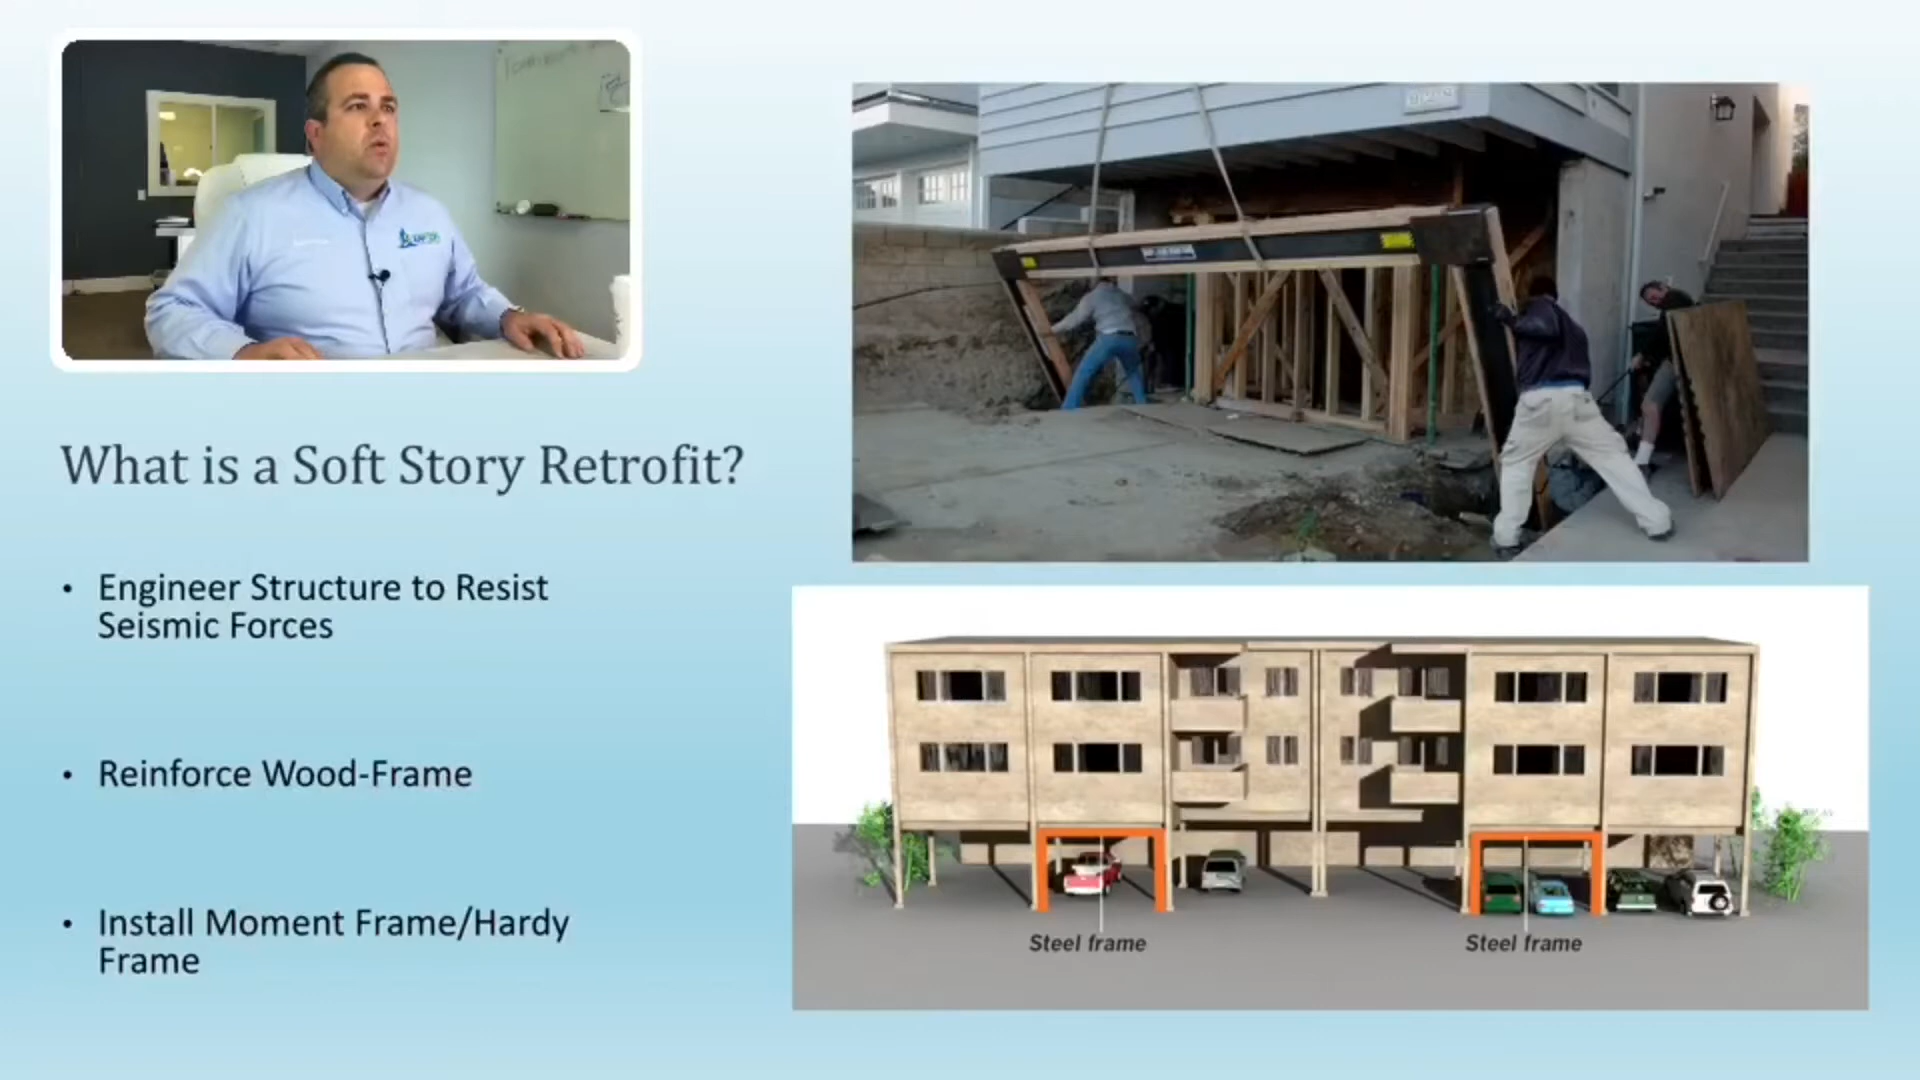 What is a Soft Story Retrofit?
• Engineer Structure to Resist
Seismic Forces
• Reinforce Wood-Frame
• Install Moment Frame/Hardy
Frame
Steel frame
Steel frame